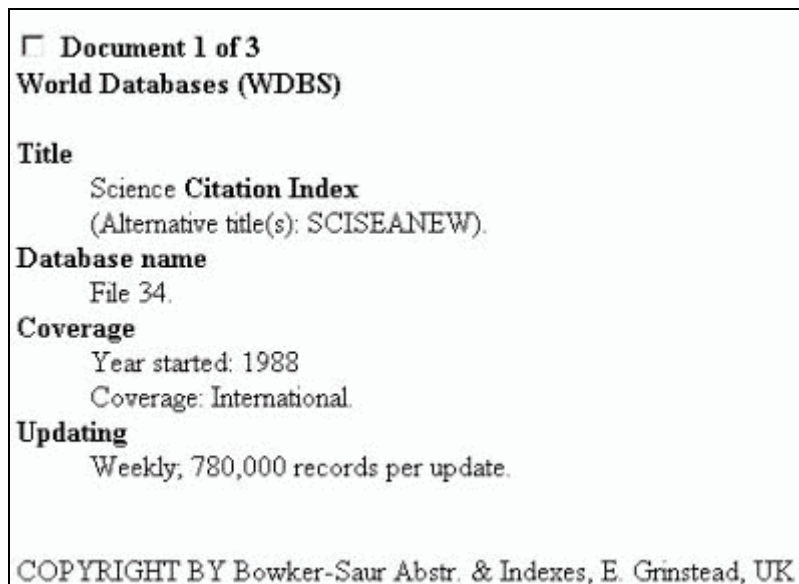 Document 1 of 3
World Databases (WDBS)
Title
Science Citation Index
(Alternative title(s): SCISEANEW).
Database name
File 34.
Coverage
Year started: 1988
Coverage: International.
Updating
Weekly; 780,000 records per update.
COPYRIGHT BY Bowker-Saur Abstr. & Indexes, E. Grinstead, UK